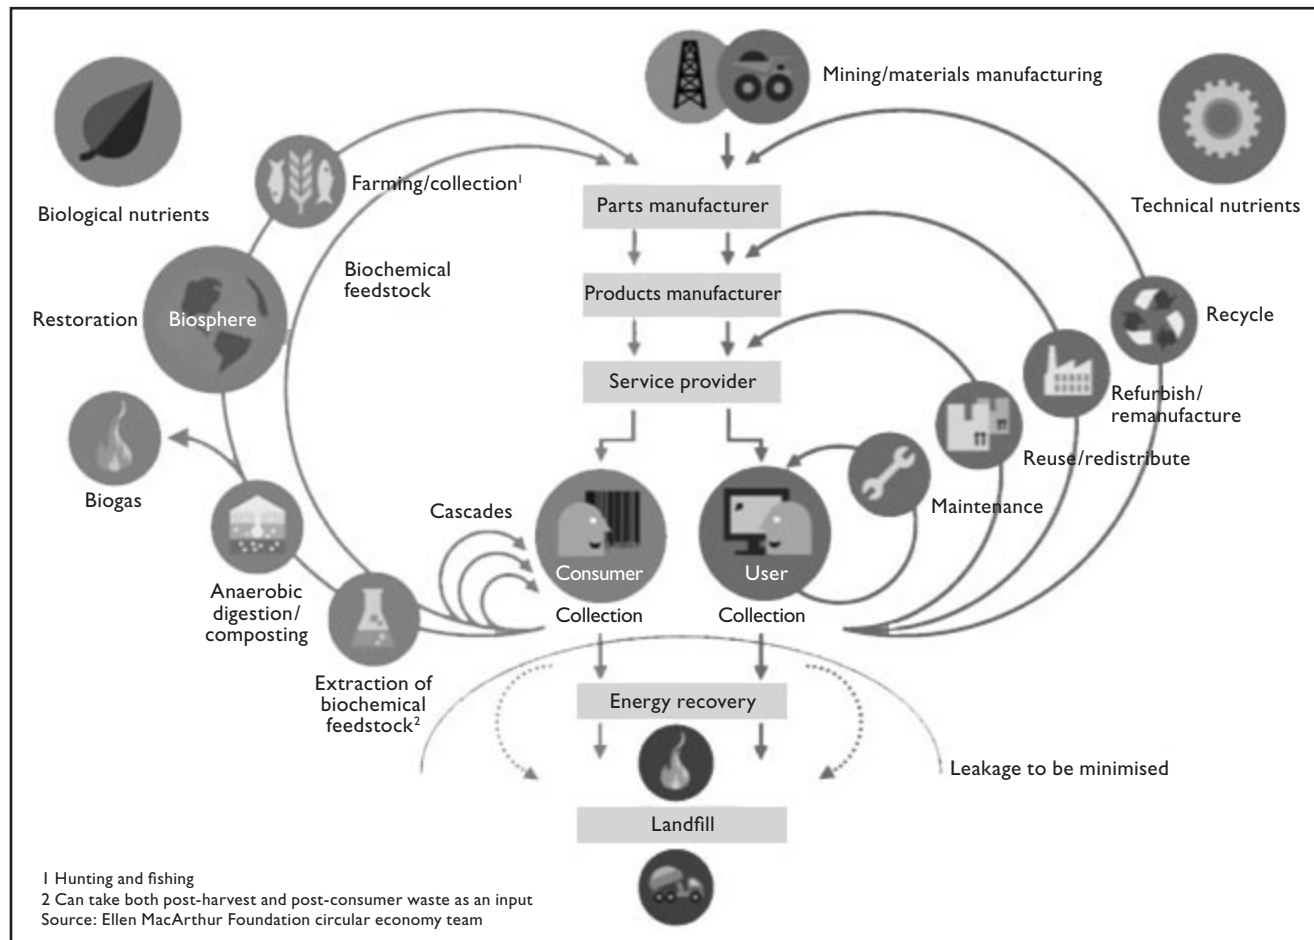 Mining/materials manufacturing
Biological nutrients
Farming/collection¹
Technical nutrients
Parts manufacturer
Biochemical
feedstock
Products manufacturer
Restoration
Biosphere
Recycle
Service provider
Refurbish/
remanufacture
Reuse/redistribute
Biogas
Maintenance
Cascades
Consumer
User
Anaerobic
digestion/
composting
Collection
Collection
Extraction of
biochemical
feedstock²
Energy recovery
Leakage to be minimised
Landfill
1 Hunting and fishing
2 Can take both post-harvest and post-consumer waste as an input
Source: Ellen MacArthur Foundation circular economy team